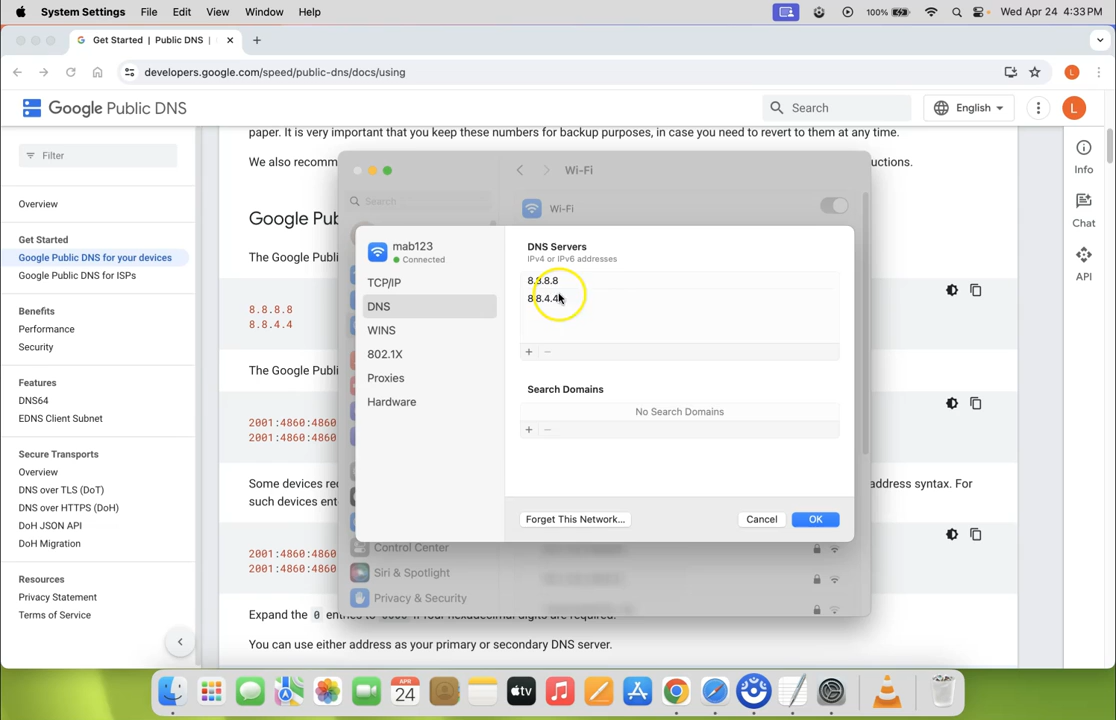 System Settings File Edit View Window Help 100% Wed Apr 24 4:33 PM
Get Started | Public DNS |
developers.google.com/speed/public-dns/docs/using
Google Public DNS
Search
English
L
paper. It is very important that you keep these numbers for backup purposes, in case you need to revert to them at any time.
Filter
We also recomm
Overview
Get Started
Google Public DNS for your devices
Google Public DNS for ISPs
Benefits
Performance
Security
Features
DNS64
EDNS Client Subnet
Secure Transports
Overview
DNS over TLS (DoT)
DNS over HTTPS (DoH)
DoH JSON API
DoH Migration
Resources
Privacy Statement
Terms of Service
Google Pub
The Google Publi
8.8.8.8
8.8.4.4
The Google Publi
2001:4860:4860
2001:4860:4860
Some devices re
address syntax. For
such devices ent
2001:4860:4860
2001:4860:4860
Expand the 0
You can use either address as your primary or secondary DNS server.
Wi-Fi
Search
Wi-Fi
mab123
Connected
TCP/IP
DNS
WINS
802.1X
Proxies
Hardware
DNS Servers
IPv4 or IPv6 addresses
8.8.8.8
8.8.4.4
+ −
Search Domains
No Search Domains
+ −
Forget This Network...
Cancel
OK
Control Center
Siri & Spotlight
Privacy & Security
Info
Chat
API
APR
24
tv